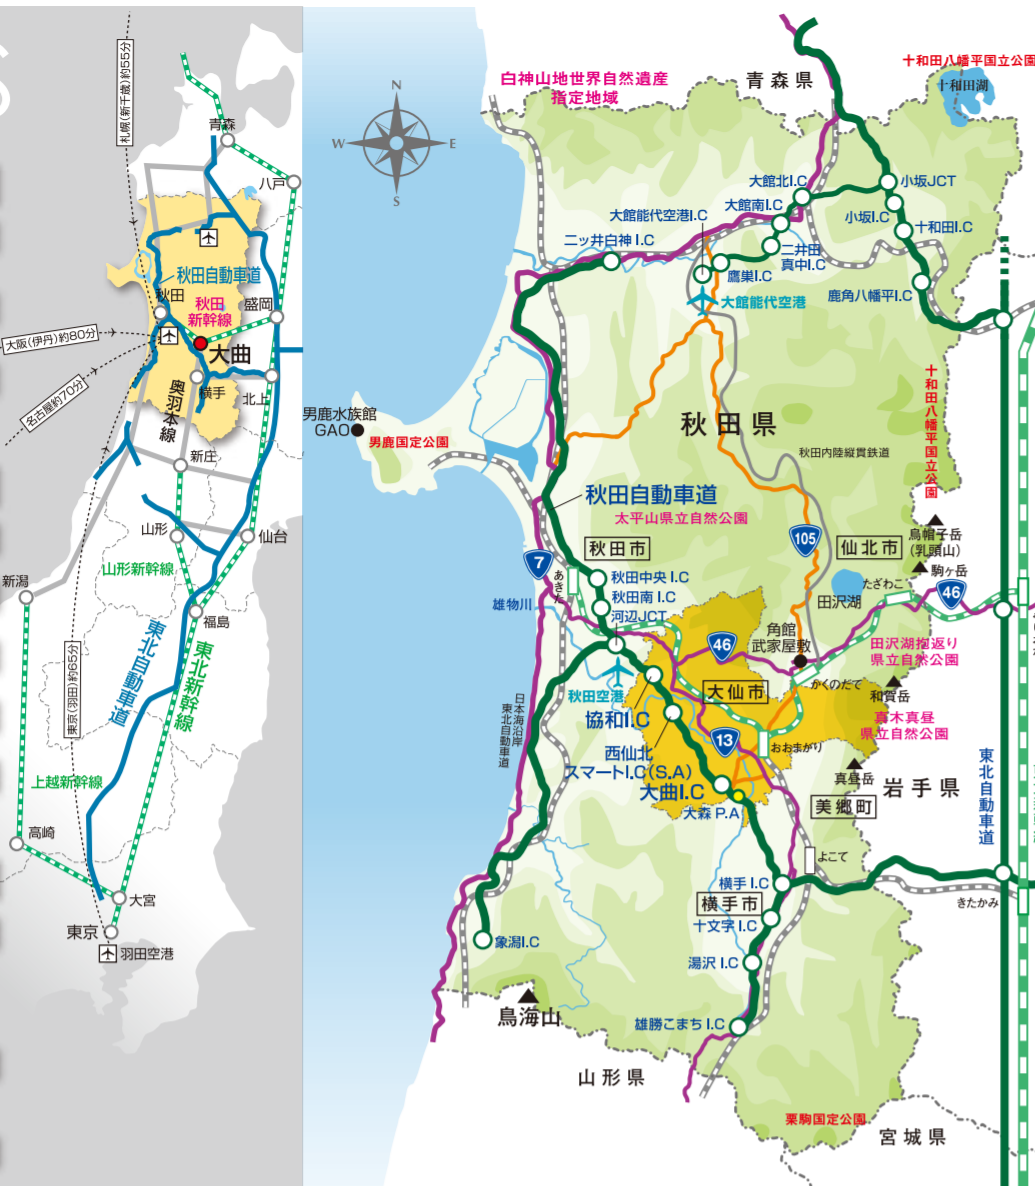 札幌(新千歳)約55分
青森
八戸
秋田自動車道
秋田
秋田
新幹線
盛岡
大阪(伊丹)約80分
大曲
名古屋約70分
横手
北上
奥羽本線
新庄
山形
仙台
山形新幹線
新潟
福島
東北自動車道
東北新幹線
東京(羽田)約65分
上越新幹線
高崎
大宮
東京
羽田空港
N
W
E
S
白神山地世界自然遺産
指定地域
青森県
十和田八幡平国立公園
十和田湖
大館北I.C
小坂JCT
大館南I.C
小坂I.C
大館能代空港I.C
十和田I.C
二ッ井白神 I.C
二井田
真中I.C
鷹巣I.C
鹿角八幡平I.C
大館能代空港
十和田八幡平国立公園
男鹿水族館
GAO
男鹿国定公園
秋田県
秋田内陸縦貫鉄道
秋田自動車道
太平山県立自然公園
烏帽子岳
(乳頭山)
105
仙北市
秋田市
7
駒ヶ岳
あきた
秋田中央 I.C
たざわこ
46
雄物川
秋田南 I.C
田沢湖
河辺JCT
角館
武家屋敷
46
田沢湖抱返り
県立自然公園
秋田空港
大仙市
かくのだて
和賀岳
協和I.C
真木真昼
県立自然公園
日本海沿岸
東北自動車道
13
おおまがり
西仙北
スマートI.C(S.A)
真昼岳
大曲I.C
岩手県
東北自動車道
美郷町
大森 P.A
よこて
横手 I.C
横手市
きたかみ
十文字 I.C
象潟I.C
湯沢 I.C
鳥海山
雄勝こまち I.C
山形県
栗駒国定公園
宮城県